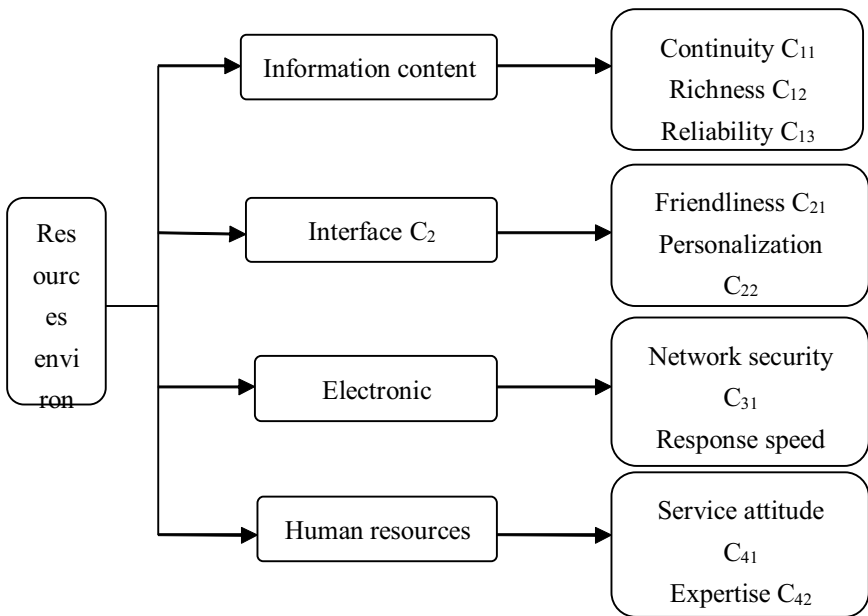 Res
ourc
es
envi
ron
Information content
Continuity C₁₁
Richness C₁₂
Reliability C₁₃
Interface C₂
Friendliness C₂₁
Personalization
C₂₂
Electronic
Network security
C₃₁
Response speed
Human resources
Service attitude
C₄₁
Expertise C₄₂